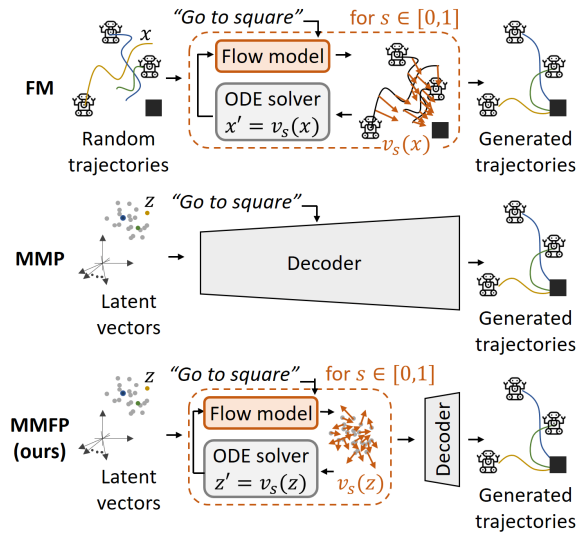 “Go to square”
for s ∈ [0,1]
x
Flow model
FM
ODE solver
x′ = v_s(x)
v_s(x)
Random
trajectories
Generated
trajectories
z
“Go to square”
MMP
Decoder
Latent
vectors
Generated
trajectories
“Go to square”
for s ∈ [0,1]
z
Flow model
MMFP
(ours)
ODE solver
z′ = v_s(z)
v_s(z)
Decoder
Latent
vectors
Generated
trajectories